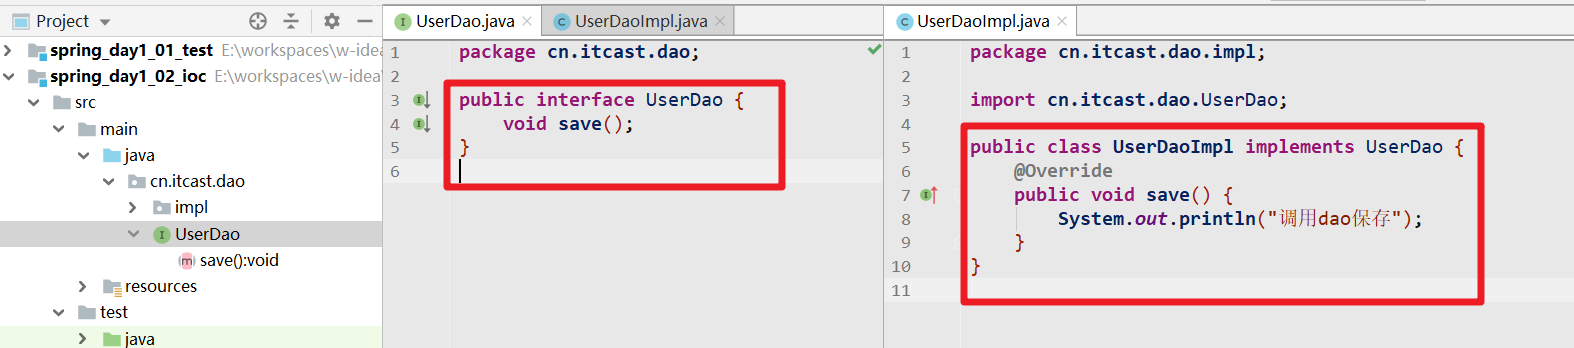 Project
spring_day1_01_test E:\workspaces\w-idea
spring_day1_02_ioc E:\workspaces\w-idea
src
main
java
cn.itcast.dao
impl
UserDao
save():void
resources
test
java
UserDao.java
UserDaoImpl.java
1 package cn.itcast.dao;
2
3 public interface UserDao {
4 void save();
5 }
6
UserDaoImpl.java
1 package cn.itcast.dao.impl;
2
3 import cn.itcast.dao.UserDao;
4
5 public class UserDaoImpl implements UserDao {
6 @Override
7 public void save() {
8 System.out.println("调用dao保存");
9 }
10 }
11